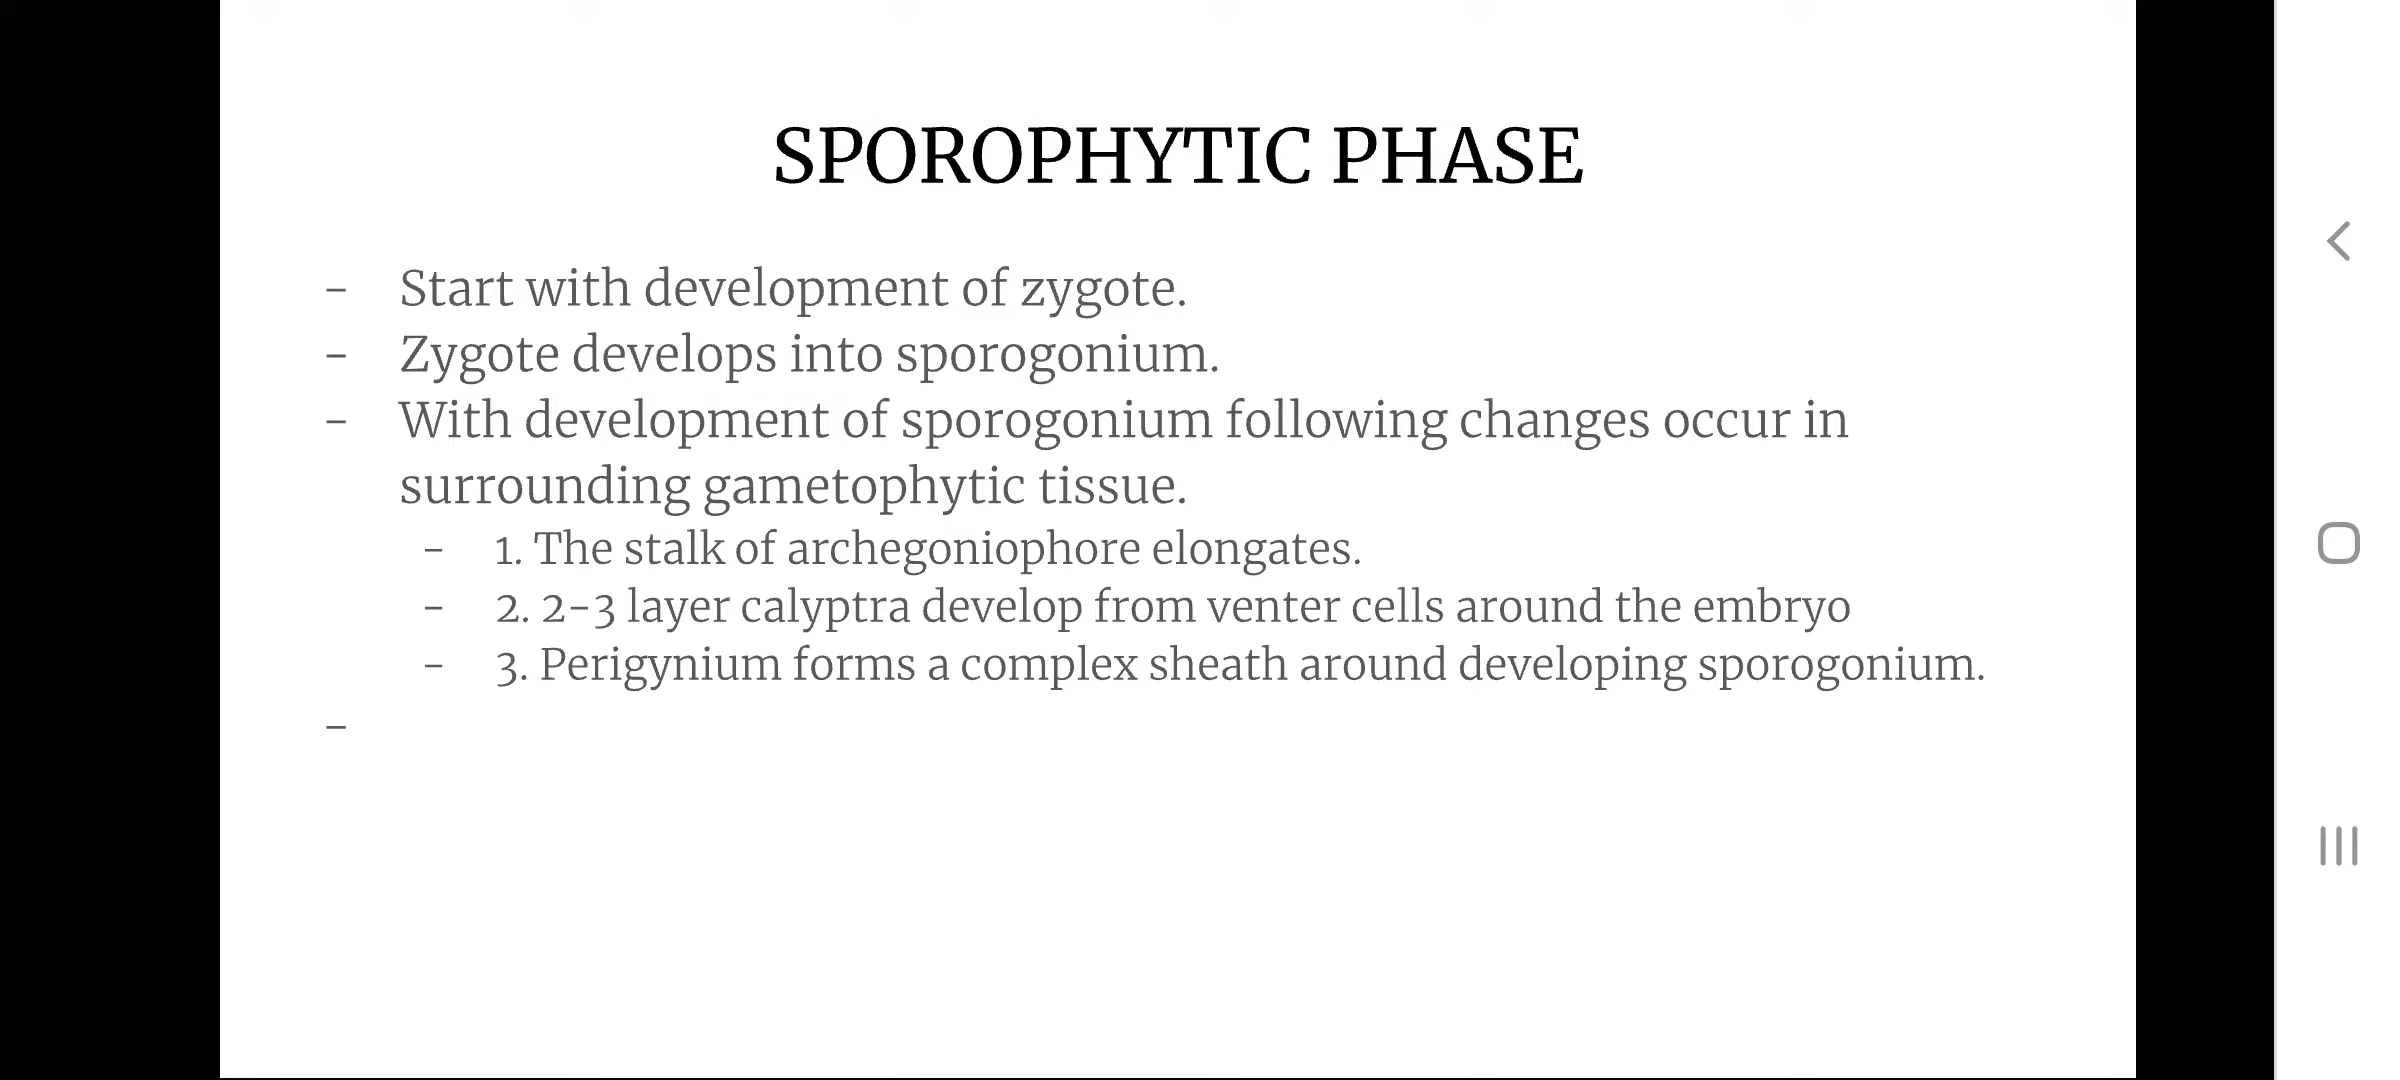 SPOROPHYTIC PHASE
- Start with development of zygote.
- Zygote develops into sporogonium.
- With development of sporogonium following changes occur in
surrounding gametophytic tissue.
- 1. The stalk of archegoniophore elongates.
- 2. 2-3 layer calyptra develop from venter cells around the embryo
- 3. Perigynium forms a complex sheath around developing sporogonium.
-